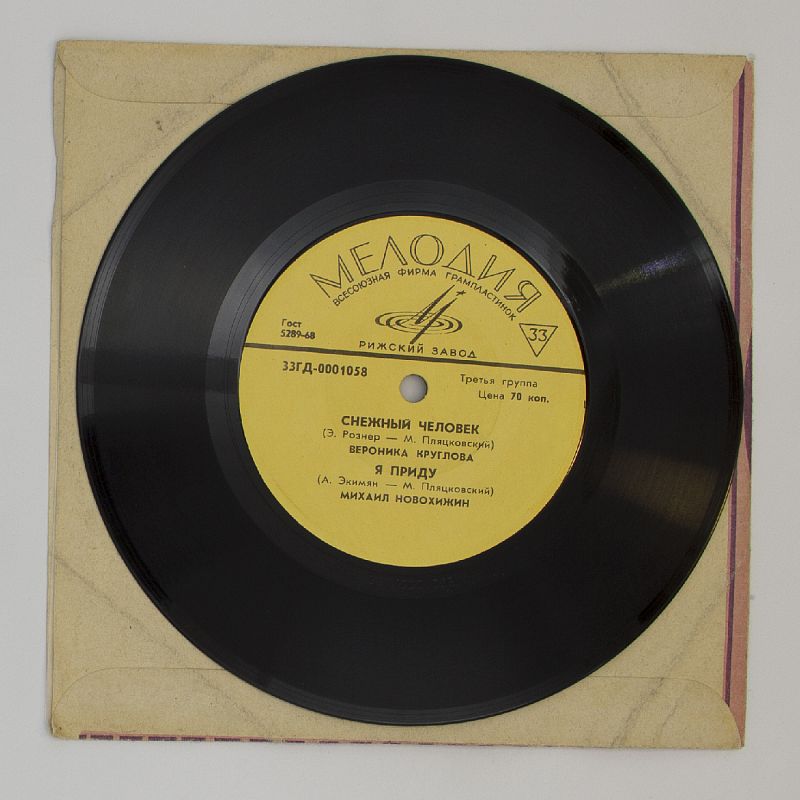 МЕЛОДИЯ
ВСЕСОЮЗНАЯ ФИРМА ГРАМПЛАСТИНОК
Гост
5289-68
33
РИЖСКИЙ ЗАВОД
33ГД-0001058
Третья группа
Цена 70 коп.
СНЕЖНЫЙ ЧЕЛОВЕК
(Э. Рознер — М. Пляцковский)
ВЕРОНИКА КРУГЛОВА
Я ПРИДУ
(А. Экимян — М. Пляцковский)
МИХАИЛ НОВОХИЖИН